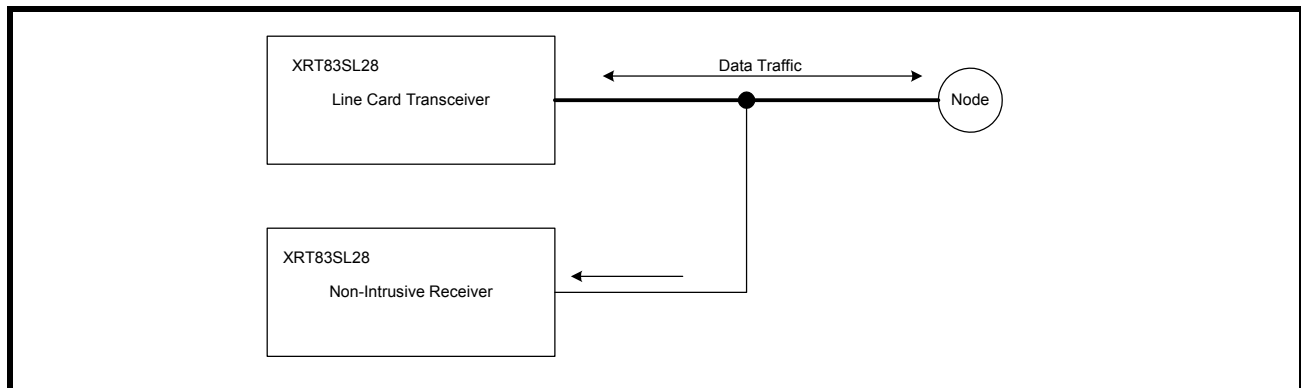 XRT83SL28
Line Card Transceiver
Data Traffic
Node
XRT83SL28
Non-Intrusive Receiver